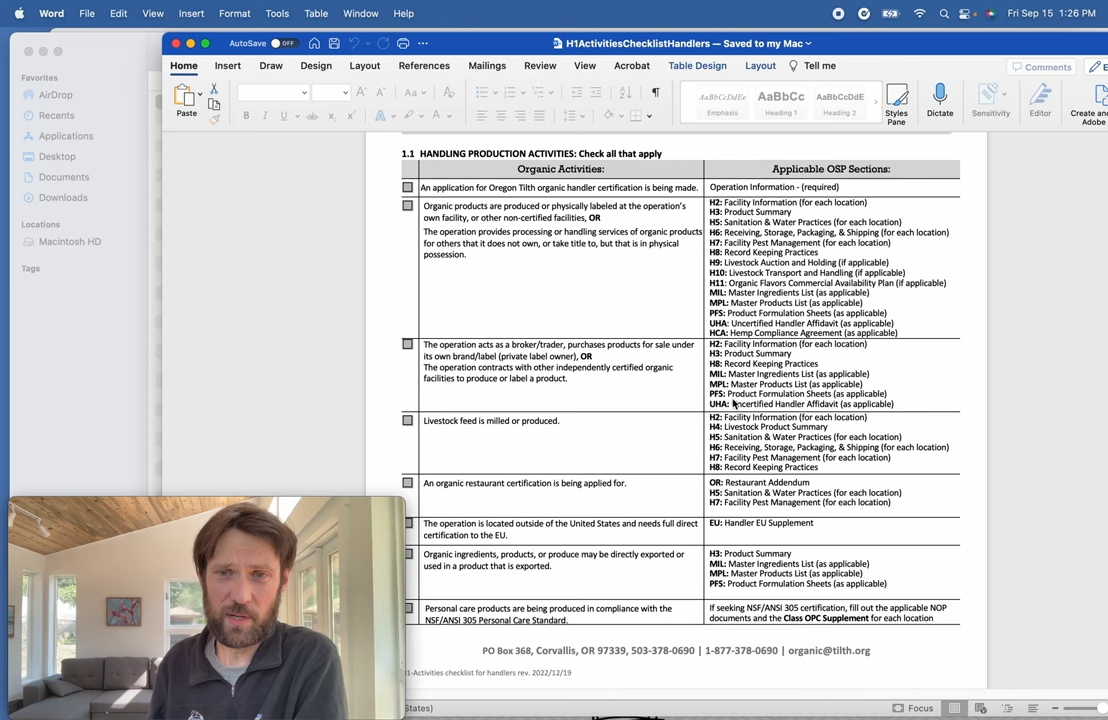 Word File Edit View Insert Format Tools Table Window Help
Fri Sep 15 1:26 PM
AutoSave OFF
H1ActivitiesChecklistHandlers — Saved to my Mac
Home Insert Draw Design Layout References Mailings Review View Acrobat Table Design Layout Tell me
Comments
Paste
AaBbCcDdEe
Emphasis
AaBbCc
Heading 1
AaBbCcDdE
Heading 2
Styles
Pane
Dictate
Sensitivity
Editor
Create and
Adobe
Favorites
AirDrop
Recents
Applications
Desktop
Documents
Downloads
Locations
Macintosh HD
Tags
1.1 HANDLING PRODUCTION ACTIVITIES: Check all that apply
Organic Activities:
Applicable OSP Sections:
An application for Oregon Tilth organic handler certification is being made.
Operation Information - (required)
Organic products are produced or physically labeled at the operation's
own facility, or other non-certified facilities, OR
The operation provides processing or handling services of organic products
for others that it does not own, or take title to, but that is in physical
possession.
H2: Facility Information (for each location)
H3: Product Summary
H5: Sanitation & Water Practices (for each location)
H6: Receiving, Storage, Packaging, & Shipping (for each location)
H7: Facility Pest Management (for each location)
H8: Record Keeping Practices
H9: Livestock Auction and Holding (if applicable)
H10: Livestock Transport and Handling (if applicable)
H11: Organic Flavors Commercial Availability Plan (if applicable)
MIL: Master Ingredients List (as applicable)
MPL: Master Products List (as applicable)
PFS: Product Formulation Sheets (as applicable)
UHA: Uncertified Handler Affidavit (as applicable)
HCA: Hemp Compliance Agreement (as applicable)
The operation acts as a broker/trader, purchases products for sale under
its own brand/label (private label owner), OR
The operation contracts with other independently certified organic
facilities to produce or label a product.
H2: Facility Information (for each location)
H3: Product Summary
H8: Record Keeping Practices
MIL: Master Ingredients List (as applicable)
MPL: Master Products List (as applicable)
PFS: Product Formulation Sheets (as applicable)
UHA: Uncertified Handler Affidavit (as applicable)
Livestock feed is milled or produced.
H2: Facility Information (for each location)
H4: Livestock Product Summary
H5: Sanitation & Water Practices (for each location)
H6: Receiving, Storage, Packaging, & Shipping (for each location)
H7: Facility Pest Management (for each location)
H8: Record Keeping Practices
An organic restaurant certification is being applied for.
OR: Restaurant Addendum
H5: Sanitation & Water Practices (for each location)
H7: Facility Pest Management (for each location)
The operation is located outside of the United States and needs full direct
certification to the EU.
EU: Handler EU Supplement
Organic ingredients, products, or produce may be directly exported or
used in a product that is exported.
H3: Product Summary
MIL: Master Ingredients List (as applicable)
MPL: Master Products List (as applicable)
PFS: Product Formulation Sheets (as applicable)
Personal care products are being produced in compliance with the
NSF/ANSI 305 Personal Care Standard.
If seeking NSF/ANSI 305 certification, fill out the applicable NOP
documents and the Class OPC Supplement for each location
PO Box 368, Corvallis, OR 97339, 503-378-0690 | 1-877-378-0690 | organic@tilth.org
1-Activities checklist for handlers rev. 2022/12/19
States)
Focus